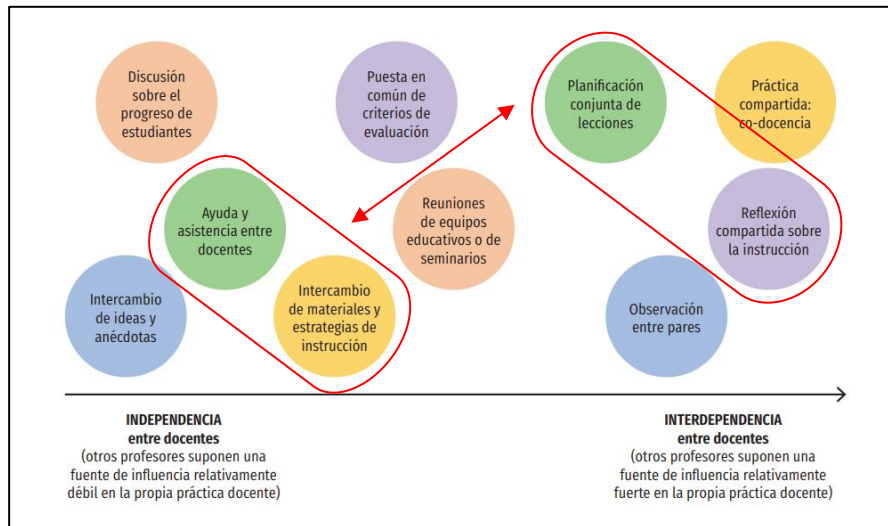 Discusión
sobre el
progreso de
estudiantes
Puesta en
común de
criterios de
evaluación
Planificación
conjunta de
lecciones
Práctica
compartida:
co-docencia
Ayuda y
asistencia entre
docentes
Reuniones
de equipos
educativos o de
seminarios
Reflexión
compartida sobre
la instrucción
Intercambio
de ideas y
anécdotas
Intercambio
de materiales y
estrategias de
instrucción
Observación
entre pares
INDEPENDENCIA
entre docentes
(otros profesores suponen una
fuente de influencia relativamente
débil en la propia práctica docente)
INTERDEPENDENCIA
entre docentes
(otros profesores suponen una
fuente de influencia relativamente
fuerte en la propia práctica docente)